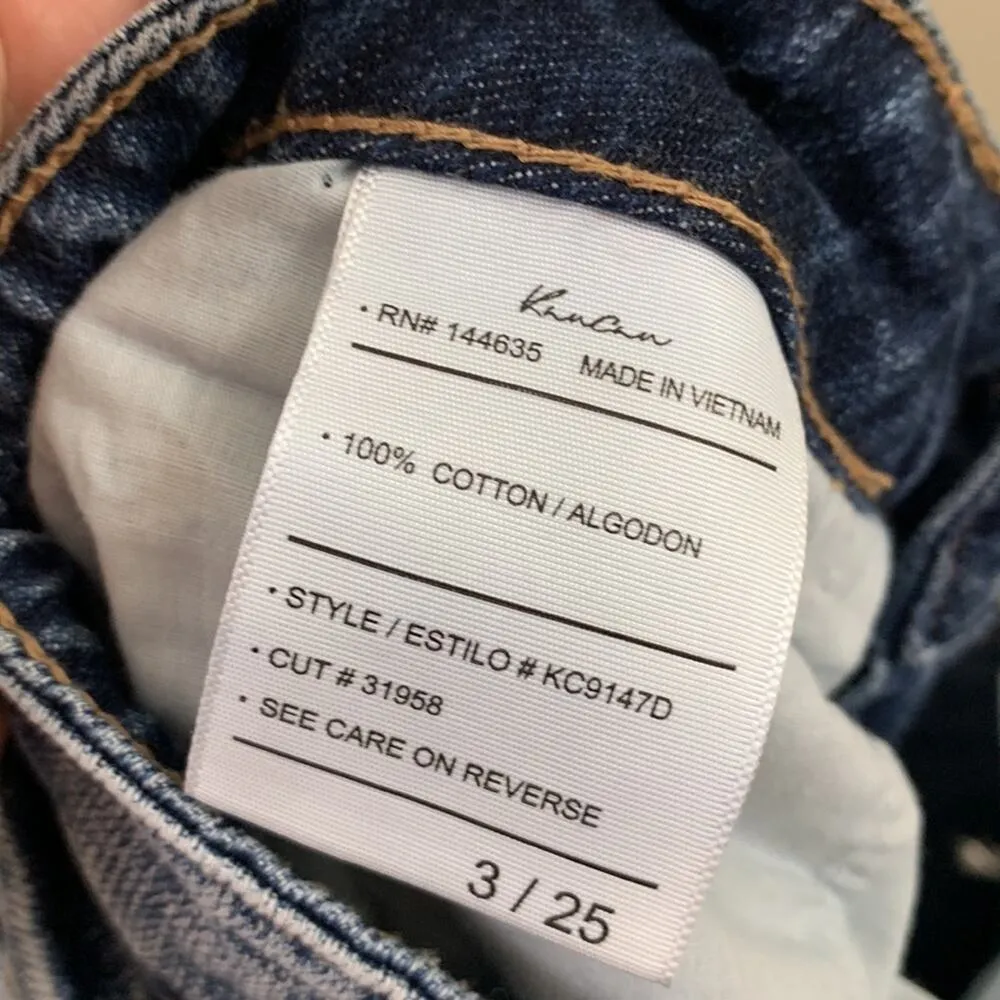 KanCan
• RN# 144635 MADE IN VIETNAM
• 100% COTTON / ALGODON
• STYLE / ESTILO # KC9147D
• CUT # 31958
• SEE CARE ON REVERSE
3 / 25